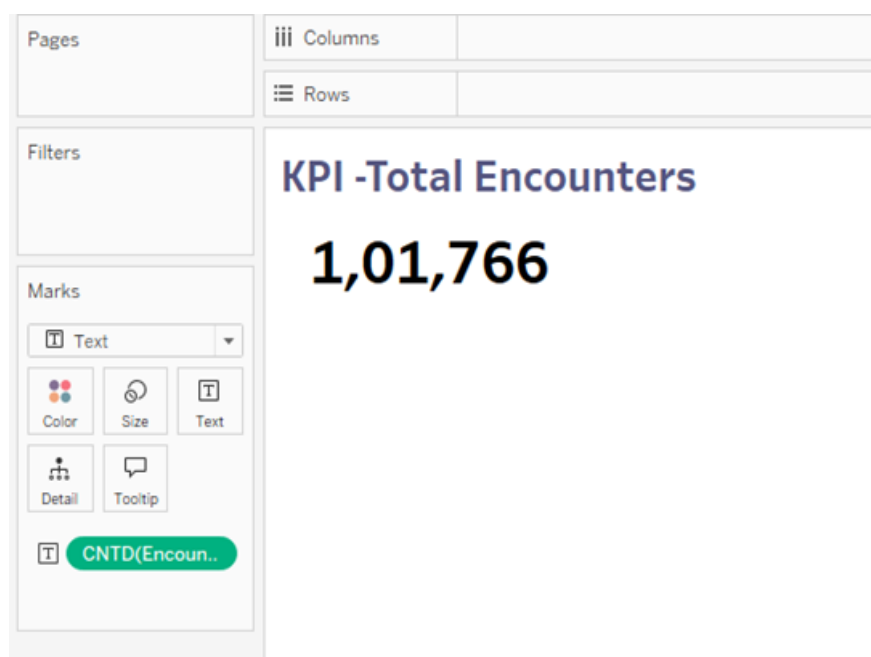 Pages
Columns
Rows
Filters
KPI -Total Encounters
1,01,766
Marks
Text
Color
Size
Text
Detail
Tooltip
CNTD(Encoun..